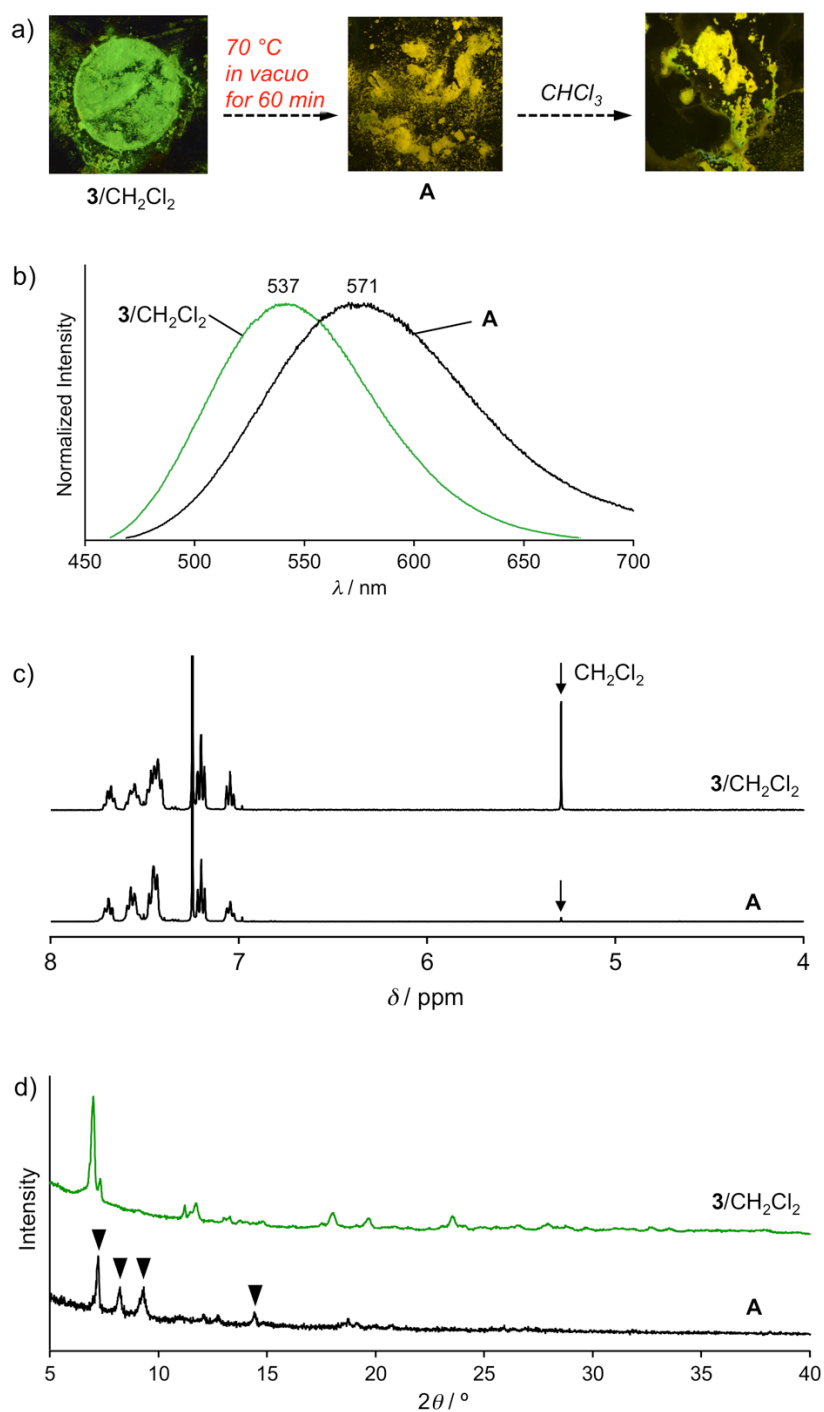 a)
70 °C
in vacuo
for 60 min
CHCl₃
3/CH₂Cl₂
A
b)
537 571
3/CH₂Cl₂
A
Normalized Intensity
450 500 550 600 650 700
λ / nm
c)
CH₂Cl₂
3/CH₂Cl₂
A
8 7 6 5 4
δ / ppm
d)
3/CH₂Cl₂
Intensity
A
5 10 15 20 25 30 35 40
2θ / º